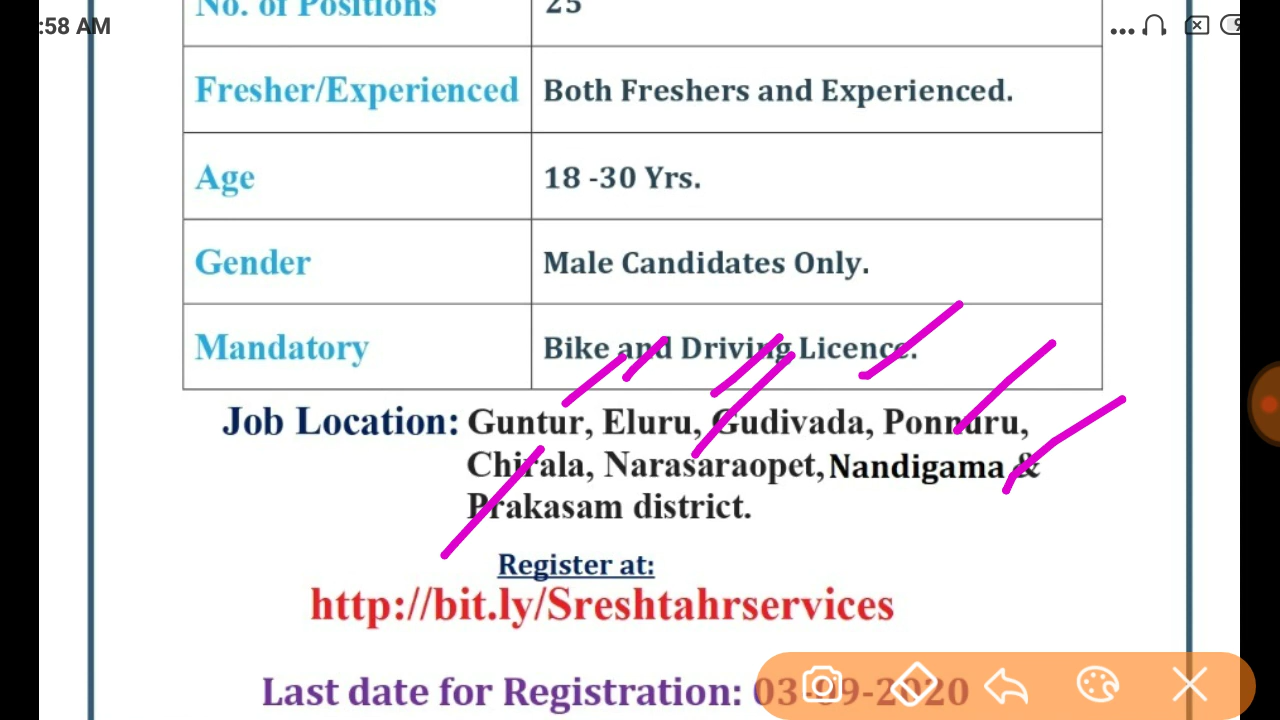 :58 AM
No. of Positions 25
Fresher/Experienced Both Freshers and Experienced.
Age 18 -30 Yrs.
Gender Male Candidates Only.
Mandatory Bike and Driving Licence.
Job Location: Guntur, Eluru, Gudivada, Ponnuru,
Chirala, Narasaraopet, Nandigama &
Prakasam district.
Register at:
http://bit.ly/Sreshtahrservices
Last date for Registration: 03-09-2020